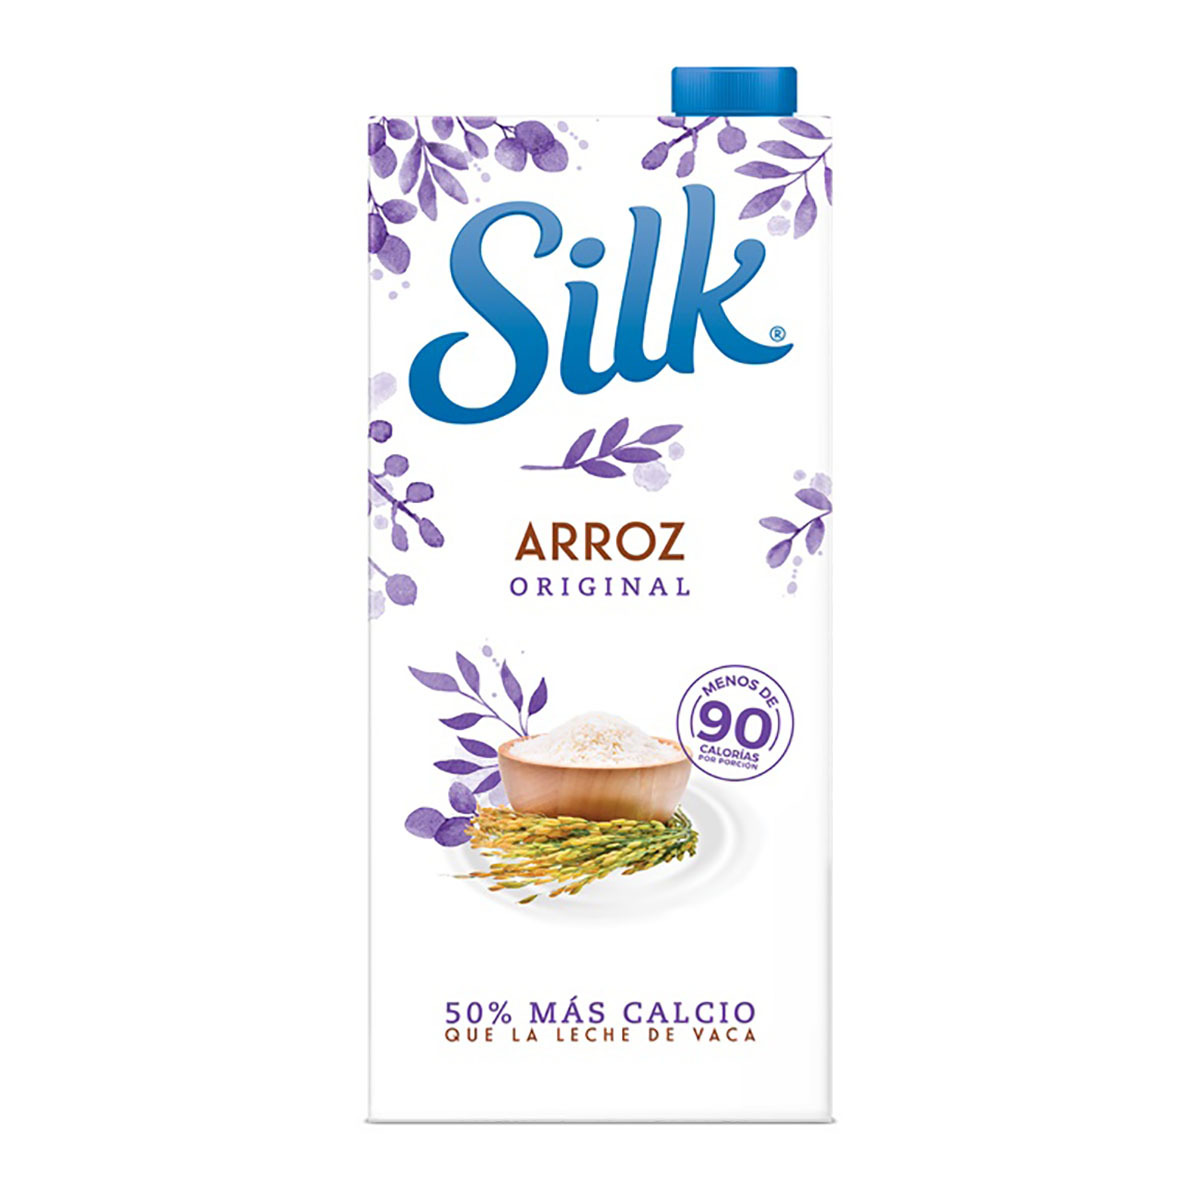 Silk®
ARROZ
ORIGINAL
MENOS DE
90
CALORÍAS
POR PORCIÓN
50% MÁS CALCIO
QUE LA LECHE DE VACA